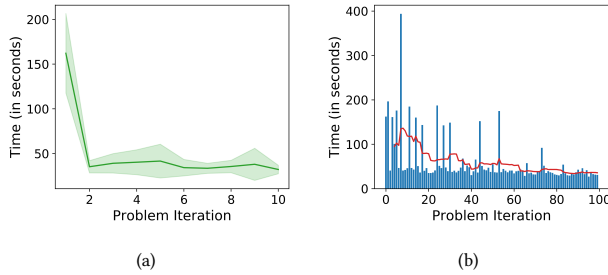 200
150
100
50
Time (in seconds)
2 4 6 8 10
Problem Iteration
(a)
400
300
200
100
0
Time (in seconds)
0 20 40 60 80 100
Problem Iteration
(b)